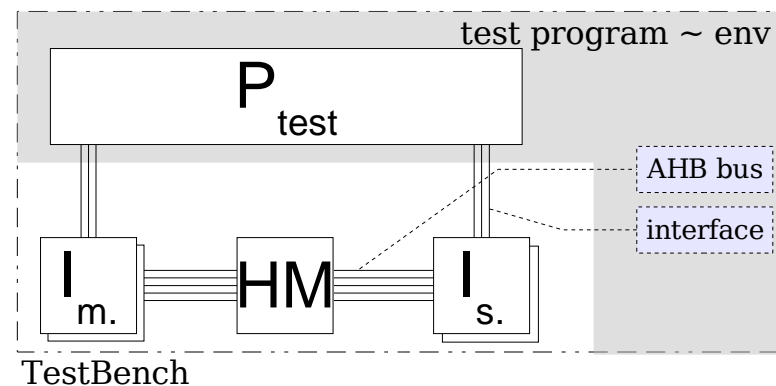 test program ~ env
P test
AHB bus
interface
I m.
HM
I s.
TestBench